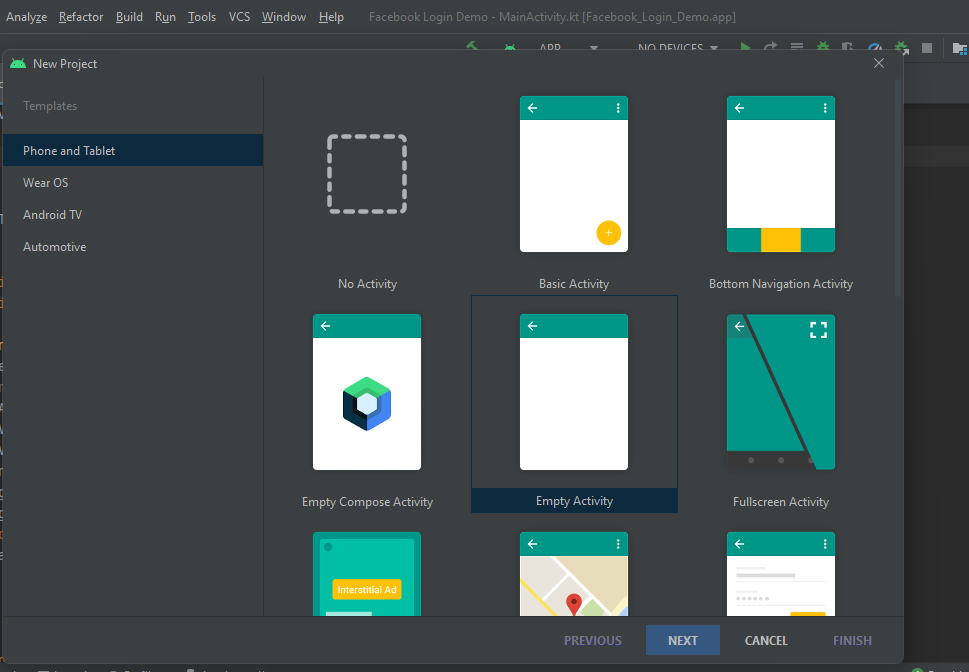 Analyze Refactor Build Run Tools VCS Window Help Facebook Login Demo - MainActivity.kt [Facebook_Login_Demo.app]
APP NO DEVICES
New Project
Templates
Phone and Tablet
Wear OS
Android TV
Automotive
No Activity Basic Activity Bottom Navigation Activity
Empty Compose Activity Empty Activity Fullscreen Activity
Interstitial Ad
PREVIOUS NEXT CANCEL FINISH